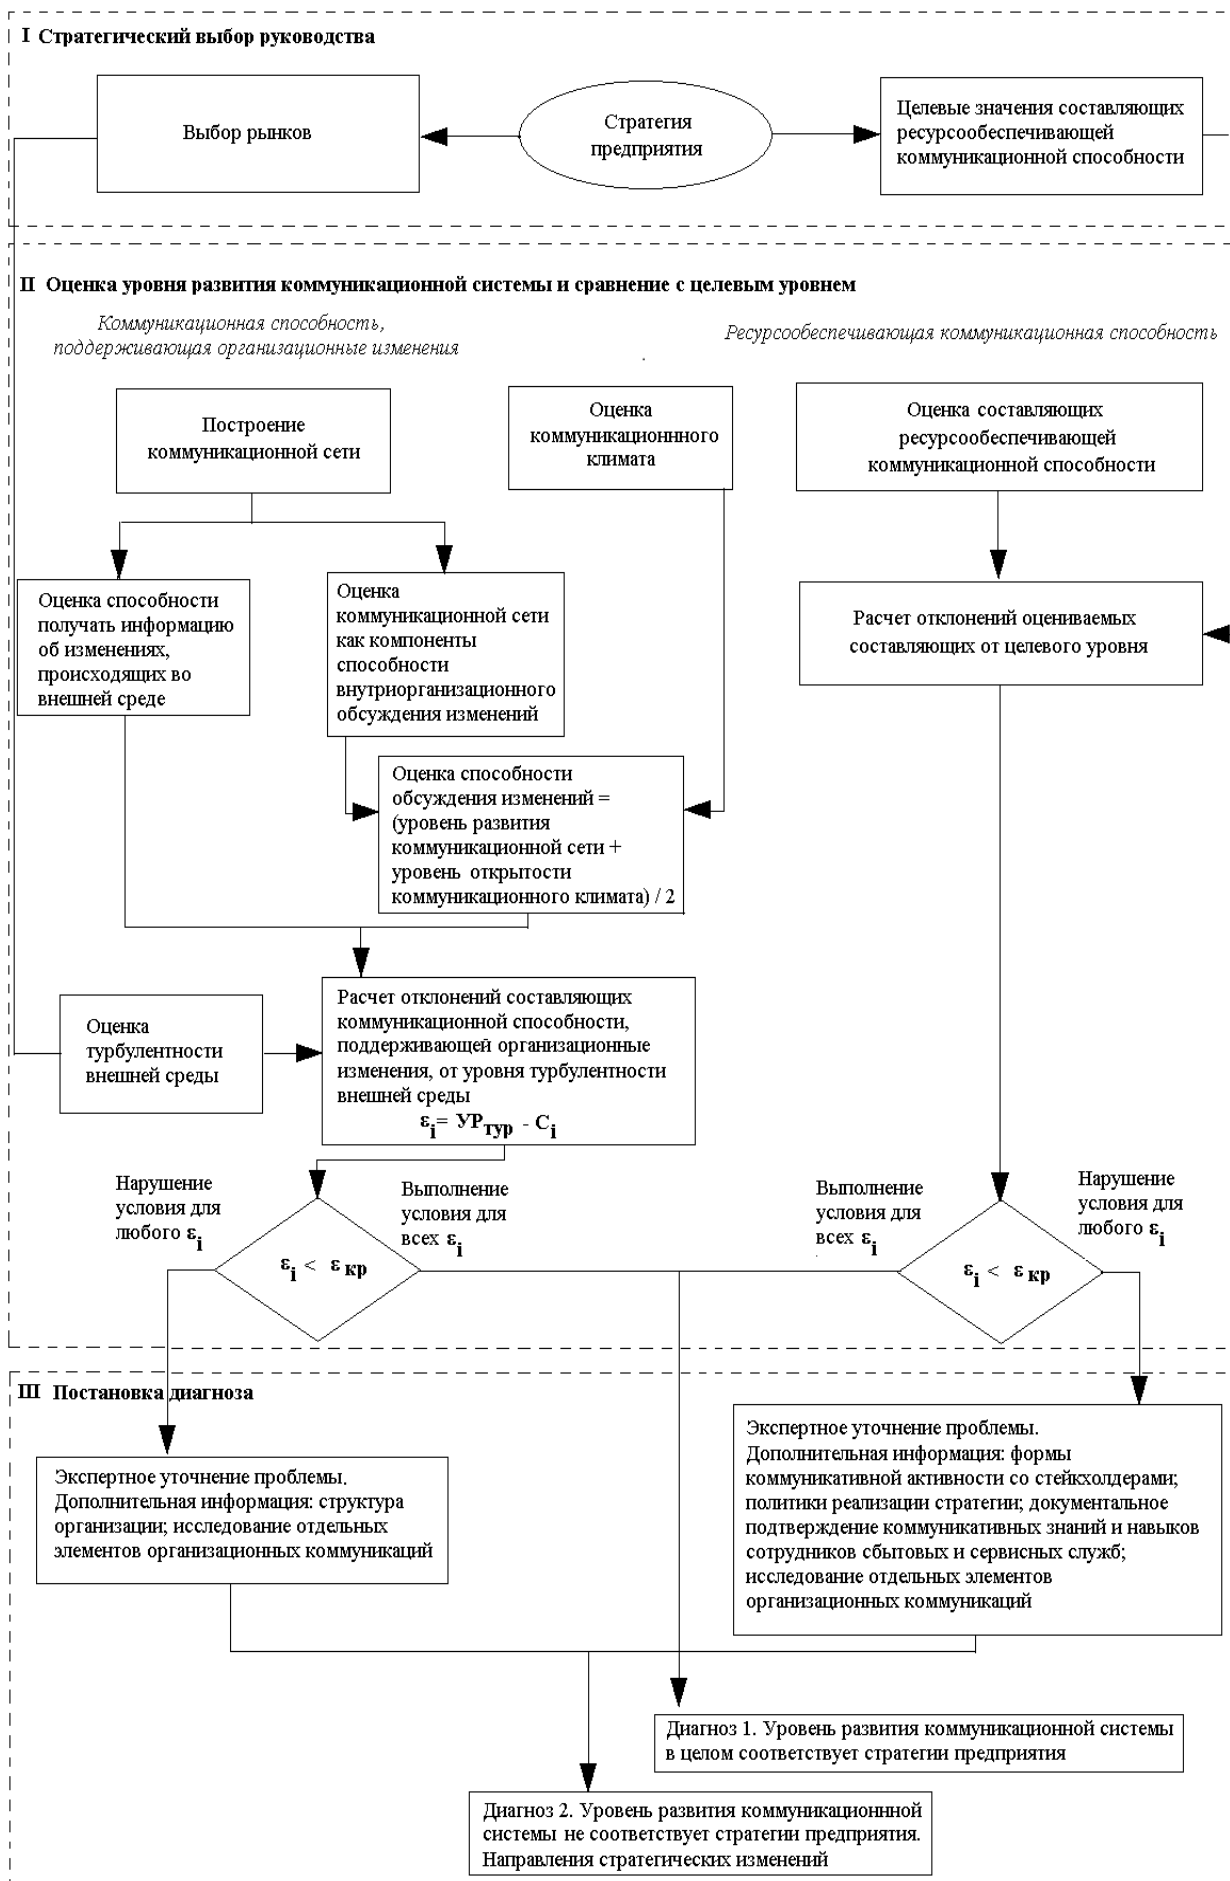 I Стратегический выбор руководства
Выбор рынков
Стратегия
предприятия
Целевые значения составляющих
ресурсообеспечивающей
коммуникационной способности
II Оценка уровня развития коммуникационной системы и сравнение с целевым уровнем
Коммуникационная способность,
поддерживающая организационные изменения
Ресурсообеспечивающая коммуникационная способность
Построение
коммуникационной сети
Оценка
коммуникационнного
климата
Оценка составляющих
ресурсообеспечивающей
коммуникационной способности
Оценка способности
получать информацию
об изменениях,
происходящих во
внешней среде
Оценка
коммуникационной сети
как компоненты
способности
внутриорганизационного
обсуждения изменений
Расчет отклонений оцениваемых
составляющих от целевого уровня
Оценка способности
обсуждения изменений =
(уровень развития
коммуникационной сети +
уровень открытости
коммуникационного климата) / 2
Оценка
турбулентности
внешней среды
Расчет отклонений составляющих
коммуникационной способности,
поддерживающей организационные
изменения, от уровня турбулентности
внешней среды
εi= УРтур - Ci
Нарушение
условия для
любого εi
Выполнение
условия для
всех εi
εi < εкр
Выполнение
условия для
всех εi
Нарушение
условия для
любого εi
εi < εкр
III Постановка диагноза
Экспертное уточнение проблемы.
Дополнительная информация: структура
организации; исследование отдельных
элементов организационных коммуникаций
Экспертное уточнение проблемы.
Дополнительная информация: формы
коммуникативной активности со стейкхолдерами;
политики реализации стратегии; документальное
подтверждение коммуникативных знаний и навыков
сотрудников сбытовых и сервисных служб;
исследование отдельных элементов
организационных коммуникаций
Диагноз 1. Уровень развития коммуникационной системы
в целом соответствует стратегии предприятия
Диагноз 2. Уровень развития коммуникационнной
системы не соответствует стратегии предприятия.
Направления стратегических изменений